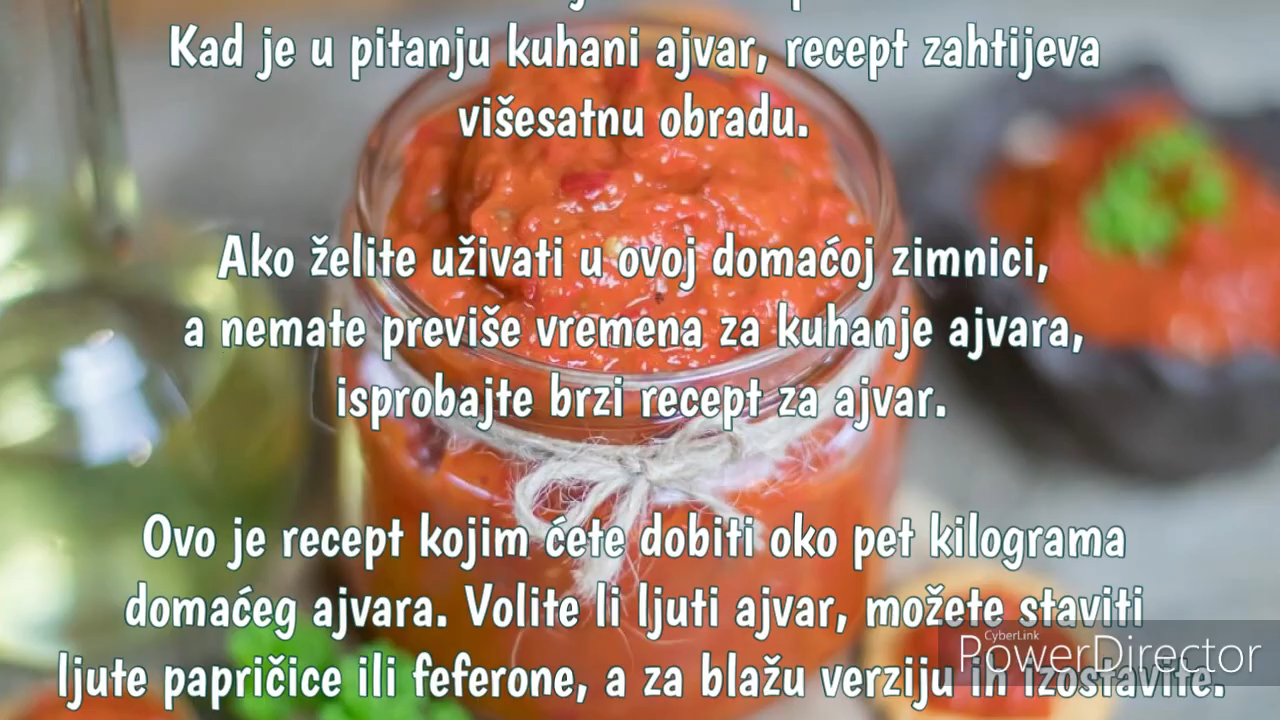 Kad je u pitanju kuhani ajvar, recept zahtijeva
višesatnu obradu.
Ako želite uživati u ovoj domaćoj zimnici,
a nemate previše vremena za kuhanje ajvara,
isprobajte brzi recept za ajvar.
Ovo je recept kojim ćete dobiti oko pet kilograma
domaćeg ajvara. Volite li ljuti ajvar, možete staviti
ljute papričice ili feferone, a za blažu verziju ih izostavite.
CyberLink
PowerDirector